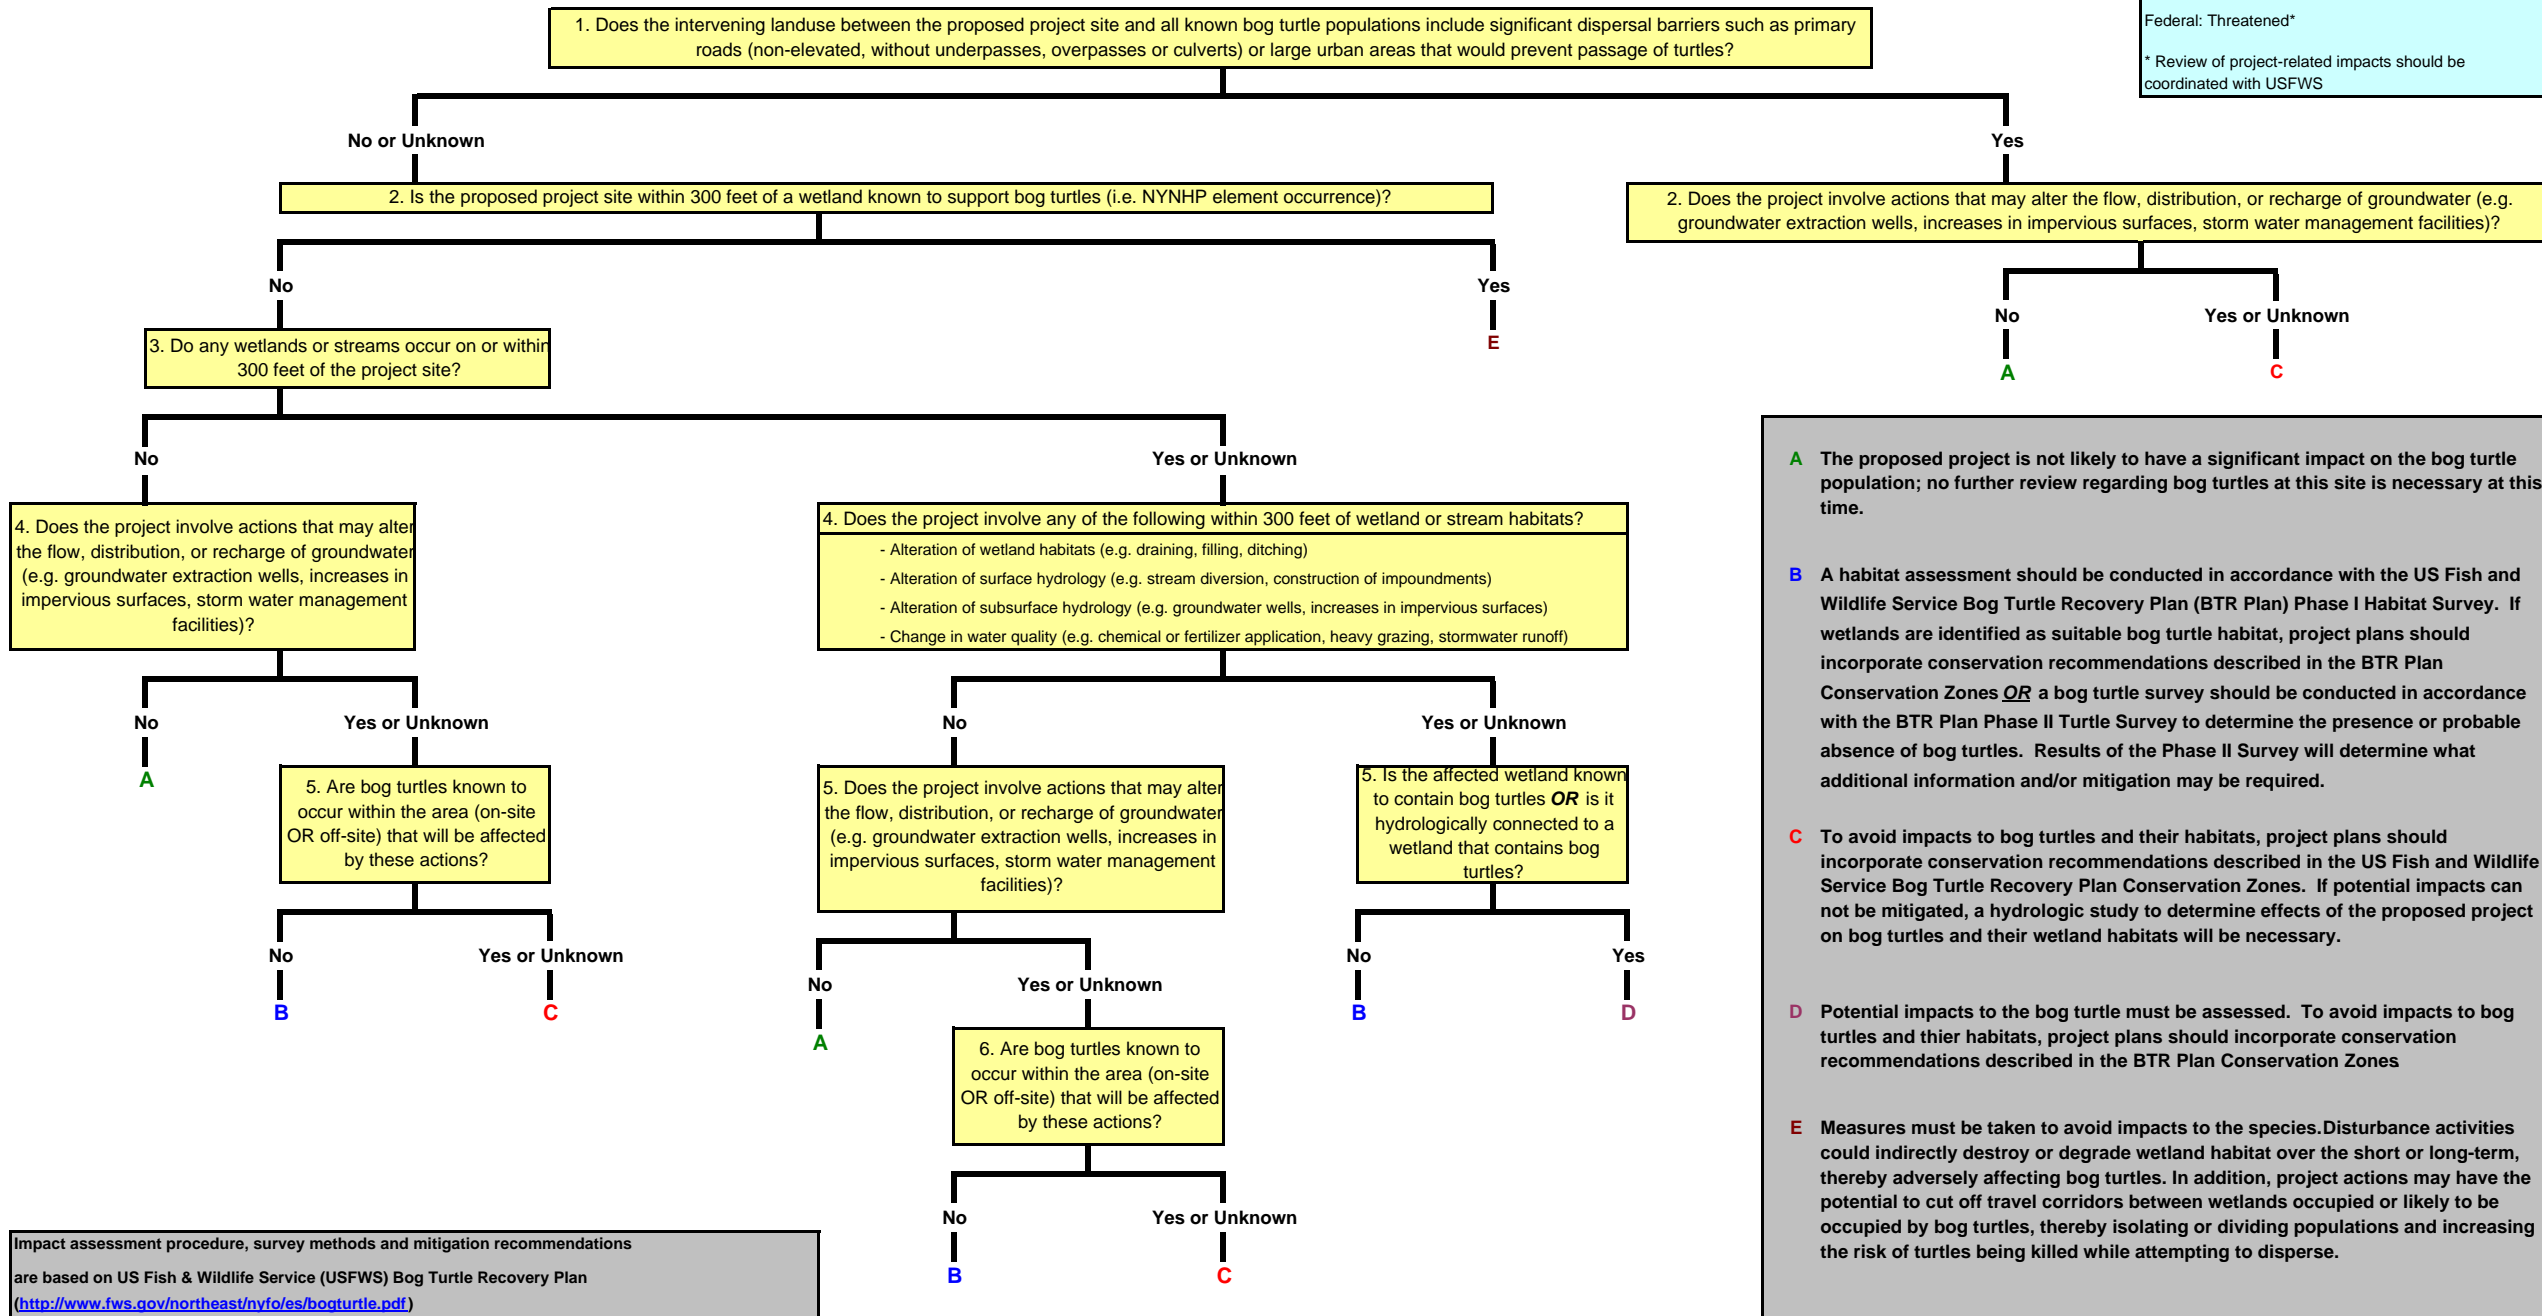 1. Does the intervening landuse between the proposed project site and all known bog turtle populations include significant dispersal barriers such as primary
roads (non-elevated, without underpasses, overpasses or culverts) or large urban areas that would prevent passage of turtles?
Federal: Threatened*
* Review of project-related impacts should be
coordinated with USFWS
No or Unknown
Yes
2. Is the proposed project site within 300 feet of a wetland known to support bog turtles (i.e. NYNHP element occurrence)?
2. Does the project involve actions that may alter the flow, distribution, or recharge of groundwater (e.g.
groundwater extraction wells, increases in impervious surfaces, storm water management facilities)?
No
Yes
E
No
Yes or Unknown
A
C
3. Do any wetlands or streams occur on or within
300 feet of the project site?
No
Yes or Unknown
4. Does the project involve actions that may alter
the flow, distribution, or recharge of groundwater
(e.g. groundwater extraction wells, increases in
impervious surfaces, storm water management
facilities)?
4. Does the project involve any of the following within 300 feet of wetland or stream habitats?
- Alteration of wetland habitats (e.g. draining, filling, ditching)
- Alteration of surface hydrology (e.g. stream diversion, construction of impoundments)
- Alteration of subsurface hydrology (e.g. groundwater wells, increases in impervious surfaces)
- Change in water quality (e.g. chemical or fertilizer application, heavy grazing, stormwater runoff)
No
Yes or Unknown
No
Yes or Unknown
A
5. Are bog turtles known to
occur within the area (on-site
OR off-site) that will be affected
by these actions?
5. Does the project involve actions that may alter
the flow, distribution, or recharge of groundwater
(e.g. groundwater extraction wells, increases in
impervious surfaces, storm water management
facilities)?
5. Is the affected wetland known
to contain bog turtles OR is it
hydrologically connected to a
wetland that contains bog
turtles?
No
Yes or Unknown
B
C
No
Yes or Unknown
A
No
Yes
B
D
6. Are bog turtles known to
occur within the area (on-site
OR off-site) that will be affected
by these actions?
No
Yes or Unknown
B
C
A The proposed project is not likely to have a significant impact on the bog turtle
population; no further review regarding bog turtles at this site is necessary at this
time.
B A habitat assessment should be conducted in accordance with the US Fish and
Wildlife Service Bog Turtle Recovery Plan (BTR Plan) Phase I Habitat Survey. If
wetlands are identified as suitable bog turtle habitat, project plans should
incorporate conservation recommendations described in the BTR Plan
Conservation Zones OR a bog turtle survey should be conducted in accordance
with the BTR Plan Phase II Turtle Survey to determine the presence or probable
absence of bog turtles. Results of the Phase II Survey will determine what
additional information and/or mitigation may be required.
C To avoid impacts to bog turtles and their habitats, project plans should
incorporate conservation recommendations described in the US Fish and Wildlife
Service Bog Turtle Recovery Plan Conservation Zones. If potential impacts can
not be mitigated, a hydrologic study to determine effects of the proposed project
on bog turtles and their wetland habitats will be necessary.
D Potential impacts to the bog turtle must be assessed. To avoid impacts to bog
turtles and thier habitats, project plans should incorporate conservation
recommendations described in the BTR Plan Conservation Zones
E Measures must be taken to avoid impacts to the species.Disturbance activities
could indirectly destroy or degrade wetland habitat over the short or long-term,
thereby adversely affecting bog turtles. In addition, project actions may have the
potential to cut off travel corridors between wetlands occupied or likely to be
occupied by bog turtles, thereby isolating or dividing populations and increasing
the risk of turtles being killed while attempting to disperse.
Impact assessment procedure, survey methods and mitigation recommendations
are based on US Fish & Wildlife Service (USFWS) Bog Turtle Recovery Plan
(http://www.fws.gov/northeast/nyfo/es/bogturtle.pdf)